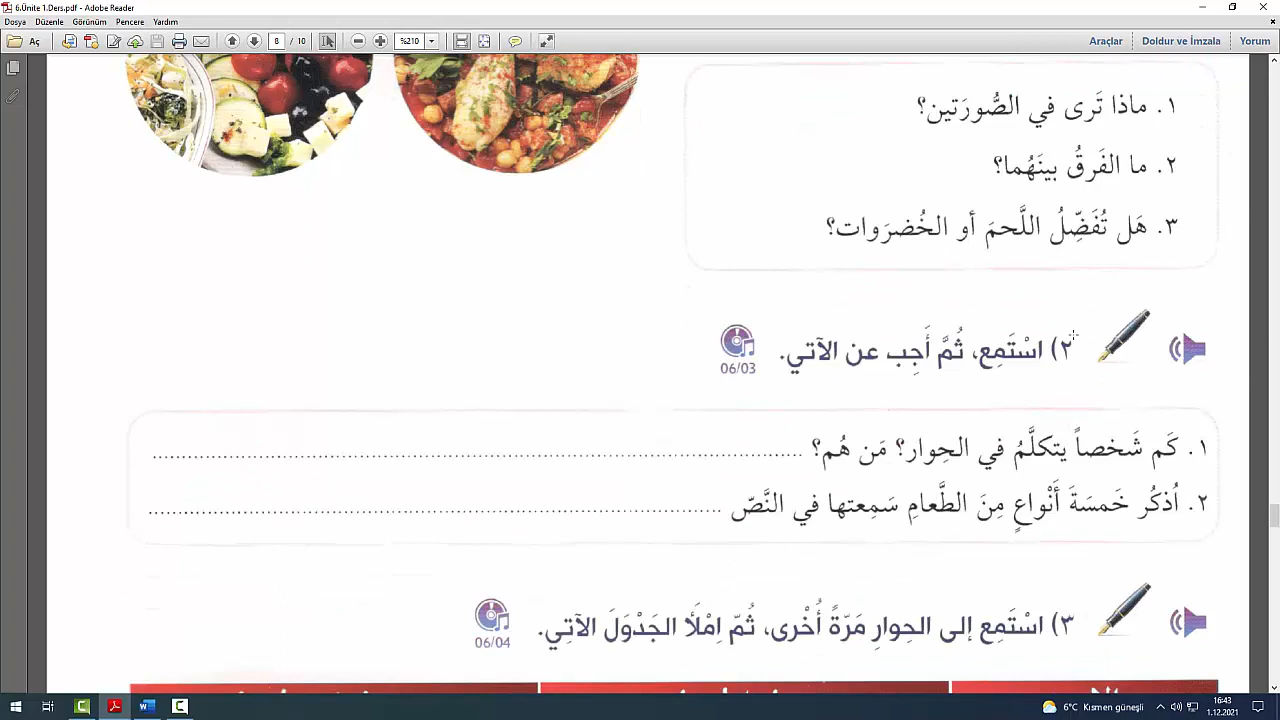 6.Ünite 1.Ders.pdf - Adobe Reader
Dosya Düzenle Görünüm Pencere Yardım
Aç 8 / 10 %210 Araçlar Doldur ve İmzala Yorum
١. ماذا تَرى في الصُّورَتين؟
٢. ما الفَرقُ بينَهُما؟
٣. هَل تُفَضِّلُ اللَّحمَ أو الخُضرَوات؟
٢) اسْتَمِع، ثُمَّ أَجِب عن الآتي.
06/03
١. كَم شَخصاً يتكلَّمُ في الحِوار؟ مَن هُم؟ ........................................
٢. اُذكُر خَمسَةَ أَنْواعٍ مِنَ الطَّعامِ سَمِعتها في النَّصّ ........................................
٣) اسْتَمِع إلى الحِوارِ مَرّةً أُخْرى، ثُمّ اِمْلَأ الجَدْوَلَ الآتِي.
06/04
6°C Kısmen güneşli 16:43
1.12.2021